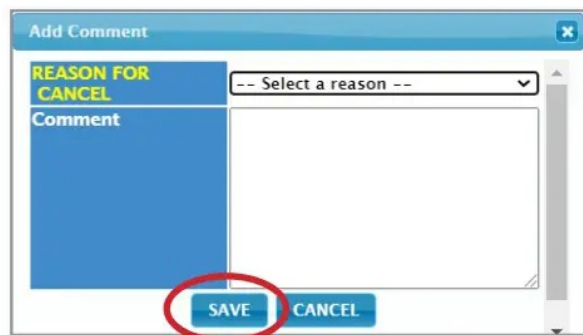 Add Comment
REASON FOR
CANCEL
-- Select a reason --
Comment
SAVE
CANCEL